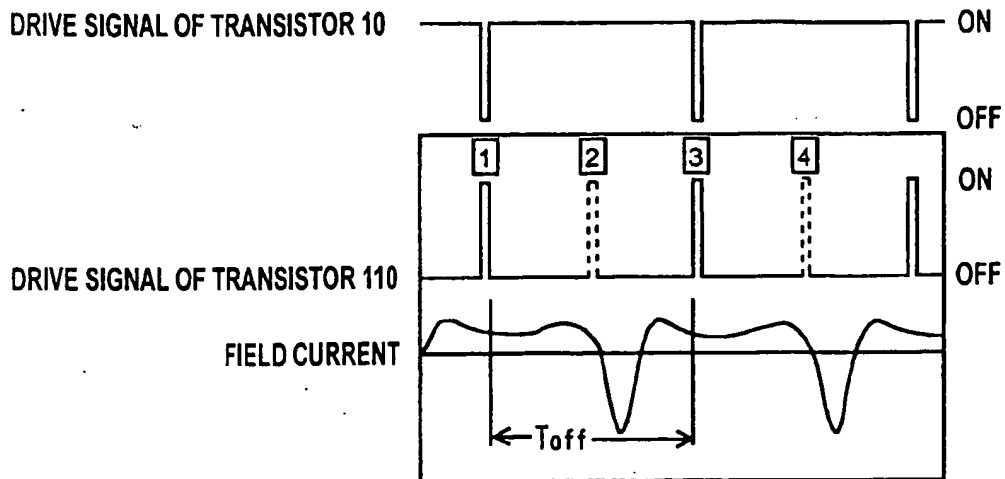 DRIVE SIGNAL OF TRANSISTOR 10
ON
OFF
1
2
3
4
ON
DRIVE SIGNAL OF TRANSISTOR 110
OFF
FIELD CURRENT
Toff